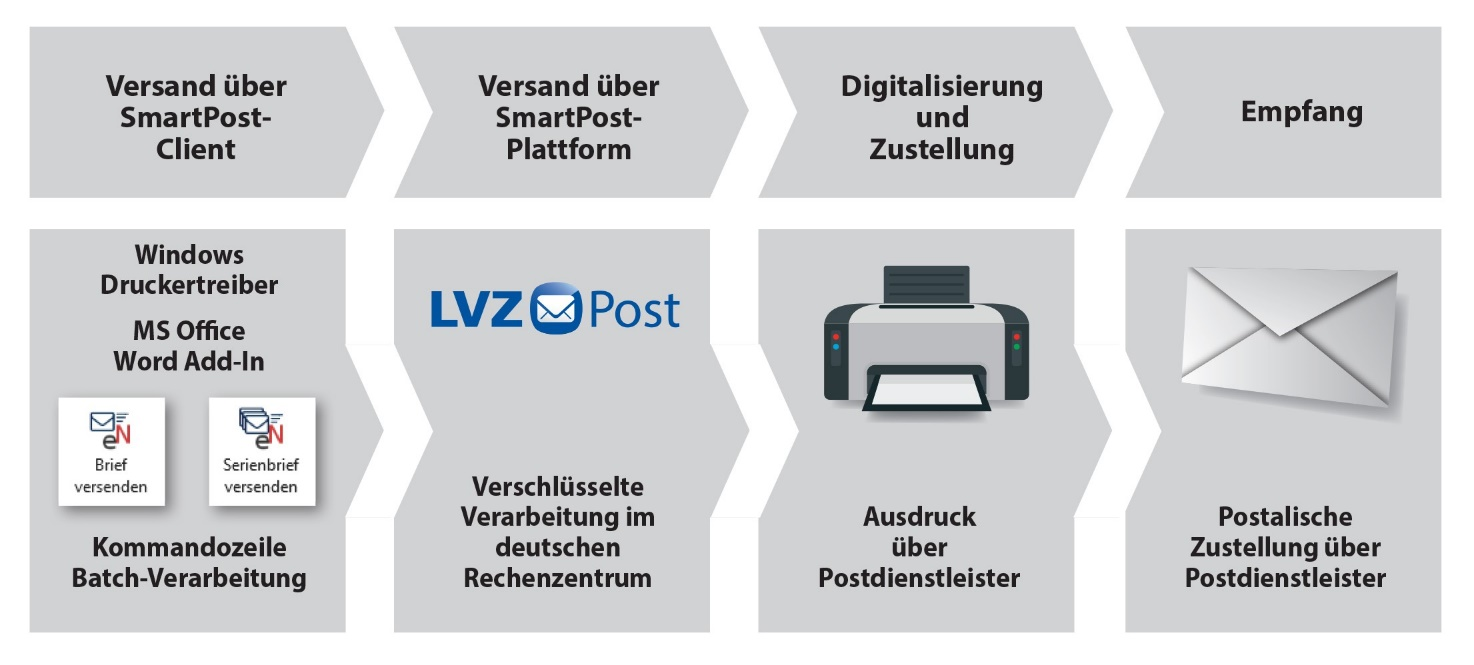 Versand über
SmartPost-
Client
Versand über
SmartPost-
Plattform
Digitalisierung
und
Zustellung
Empfang
Windows
Druckertreiber
MS Office
Word Add-In
eN
Brief
versenden
eN
Serienbrief
versenden
Kommandozeile
Batch-Verarbeitung
LVZ Post
Verschlüsselte
Verarbeitung im
deutschen
Rechenzentrum
Ausdruck
über
Postdienstleister
Postalische
Zustellung über
Postdienstleister